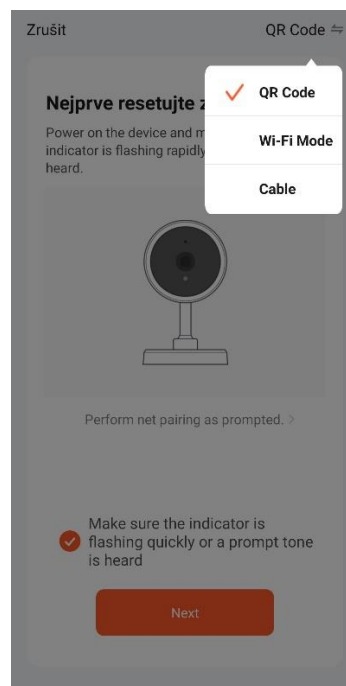 Zrušit
QR Code
QR Code
Wi-Fi Mode
Cable
Nejprve resetujte
Power on the device and
indicator is flashing rapidly
heard.
Perform net pairing as prompted.
Make sure the indicator is
flashing quickly or a prompt tone
is heard
Next